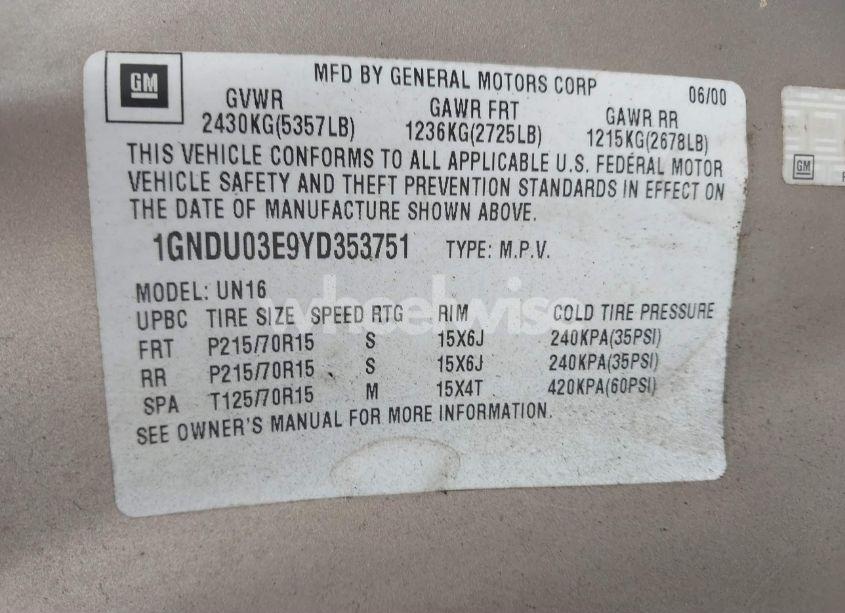 GM
MFD BY GENERAL MOTORS CORP 06/00
GVWR GAWR FRT GAWR RR
2430KG(5357LB) 1236KG(2725LB) 1215KG(2678LB)
THIS VEHICLE CONFORMS TO ALL APPLICABLE U.S. FEDERAL MOTOR
VEHICLE SAFETY AND THEFT PREVENTION STANDARDS IN EFFECT ON
THE DATE OF MANUFACTURE SHOWN ABOVE.
1GNDU03E9YD353751 TYPE: M.P.V.
MODEL: UN16
UPBC TIRE SIZE SPEED RTG RIM COLD TIRE PRESSURE
FRT P215/70R15 S 15X6J 240KPA(35PSI)
RR P215/70R15 S 15X6J 240KPA(35PSI)
SPA T125/70R15 M 15X4T 420KPA(60PSI)
SEE OWNER'S MANUAL FOR MORE INFORMATION.
wheelwise
GM